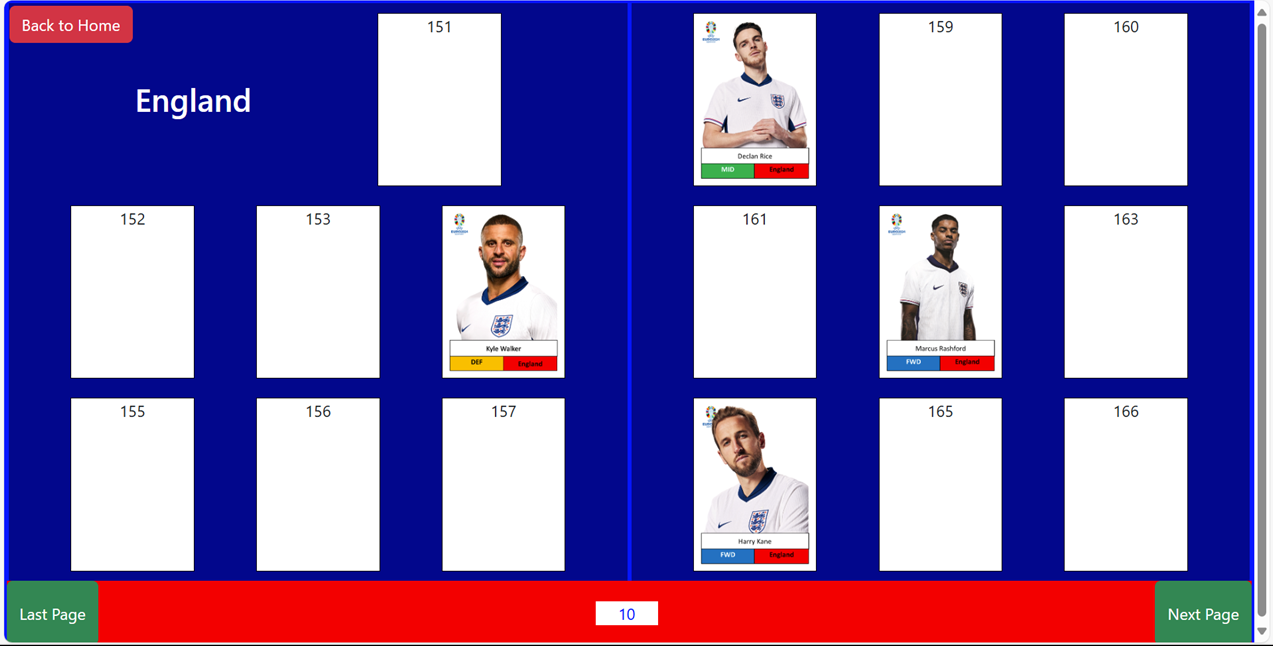 Back to Home
England
151
152
153
Kyle Walker
DEF
England
155
156
157
Declan Rice
MID
England
159
160
161
Marcus Rashford
FWD
England
163
Harry Kane
FWD
England
165
166
Last Page
10
Next Page